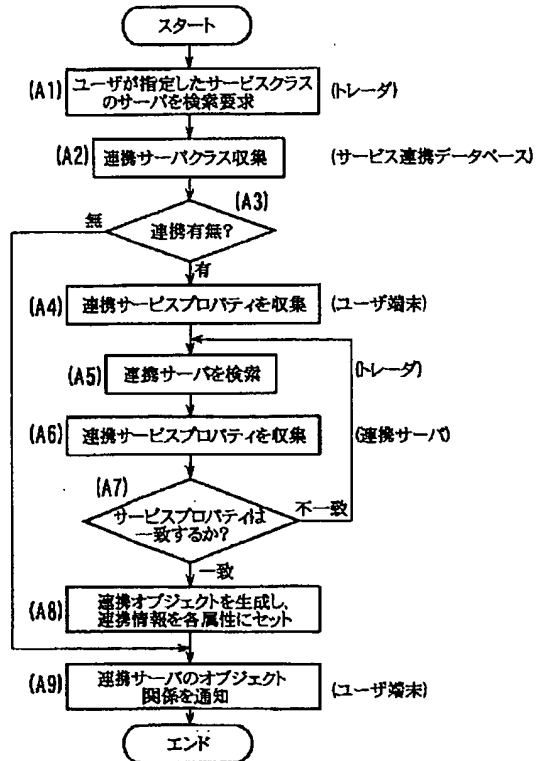 スタート
(A1) ユーザが指定したサービスクラス (トレーダ)
のサーバを検索要求
(A2) 連携サーバクラス収集 (サービス連携データベース)
(A3)
無 連携有無?
有
(A4) 連携サービスプロパティを収集 (ユーザ端末)
(A5) 連携サーバを検索 (トレーダ)
(A6) 連携サービスプロパティを収集 (連携サーバ)
(A7)
サービスプロパティは 不一致
一致するか?
一致
(A8) 連携オブジェクトを生成し、
連携情報を各属性にセット
(A9) 連携サーバのオブジェクト (ユーザ端末)
関係を通知
エンド